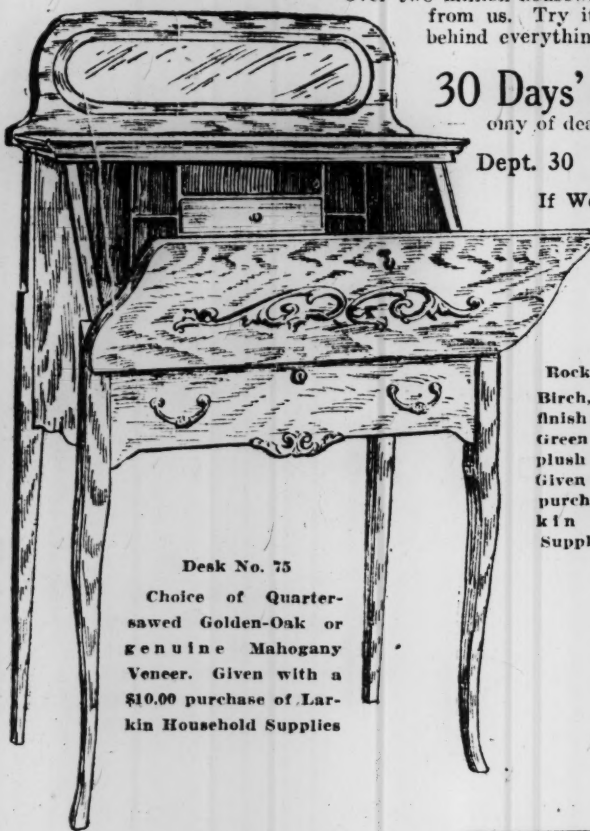 from us. Try it
behind everythin
30 Days'
omy of dea
Dept. 30
If We
Rock
Birch,
finish
Green
plush
Given
purch
kin
Suppl
Desk No. 75
Choice of Quarter-
sawed Golden-Oak or
genuine Mahogany
Veneer. Given with a
$10.00 purchase of Lar-
kin Household Supplies